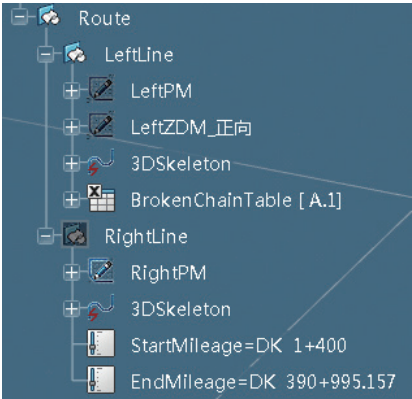 Route
LeftLine
LeftPM
LeftZDM_正向
3DSkeleton
BrokenChainTable [ A.1]
RightLine
RightPM
3DSkeleton
StartMileage=DK 1+400
EndMileage=DK 390+995.157